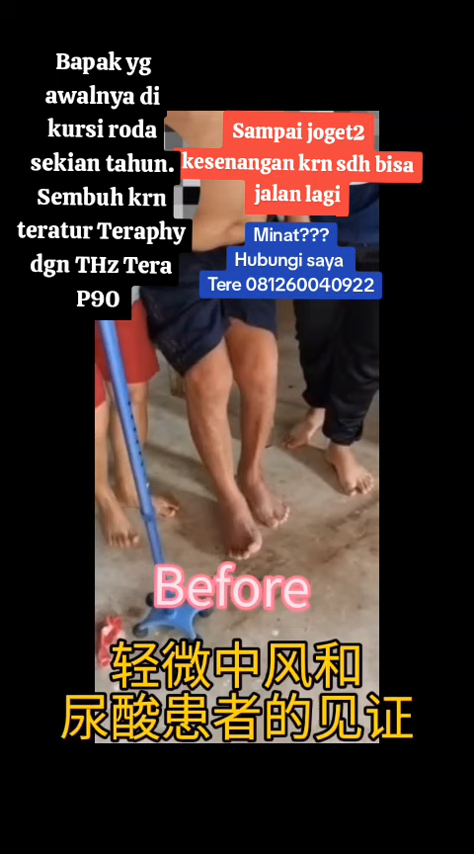 Bapak yg
awalnya di
kursi roda
sekian tahun.
Sembuh krn
teratur Teraphy
dgn THz Tera
P90
Sampai joget2
kesenangan krn sdh bisa
jalan lagi
Minat???
Hubungi saya
Tere 081260040922
Before
轻微中风和
尿酸患者的见证